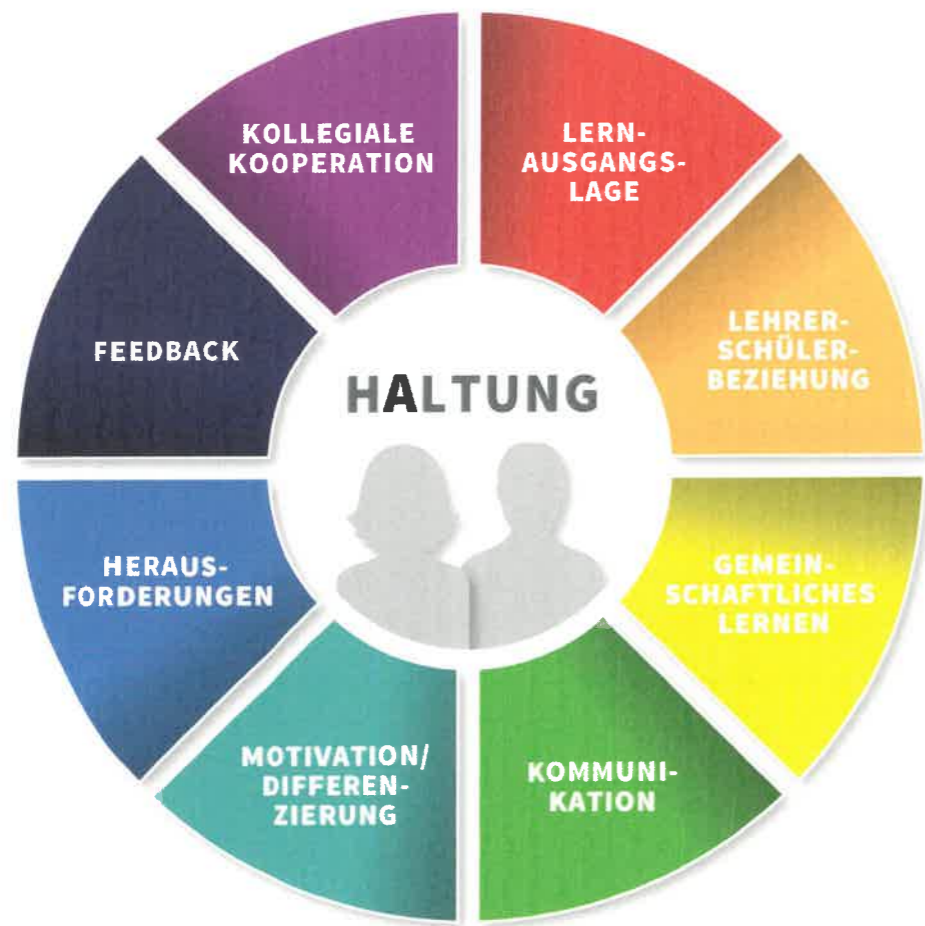 KOLLEGIALE
KOOPERATION
LERN-
AUSGANGS-
LAGE
LEHRER-
SCHÜLER-
BEZIEHUNG
GEMEIN-
SCHAFTLICHES
LERNEN
KOMMUNI-
KATION
MOTIVATION/
DIFFEREN-
ZIERUNG
HERAUS-
FORDERUNGEN
FEEDBACK
HALTUNG